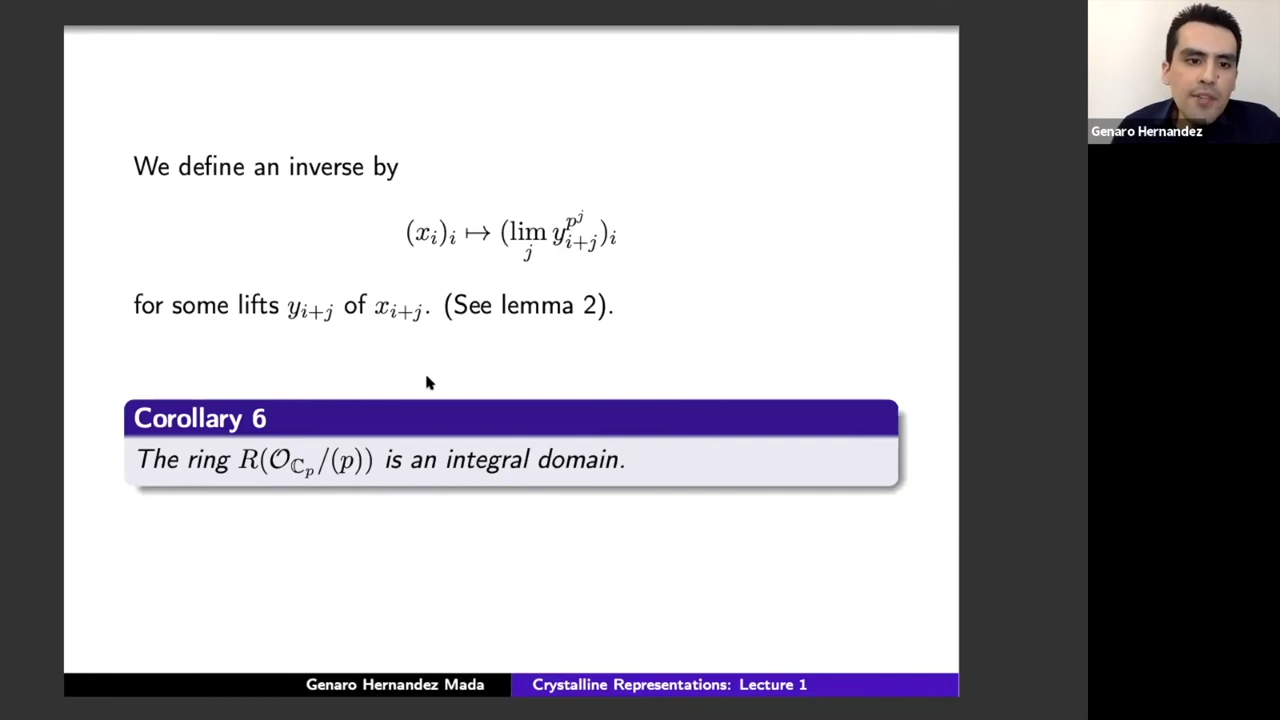 We define an inverse by
(x_i)_i ↦ (lim_j y_{i+j}^{p^j})_i
for some lifts y_{i+j} of x_{i+j}. (See lemma 2).
Corollary 6
The ring R(𝒪_{ℂ_p}/(p)) is an integral domain.
Genaro Hernandez Mada
Crystalline Representations: Lecture 1
Genaro Hernandez